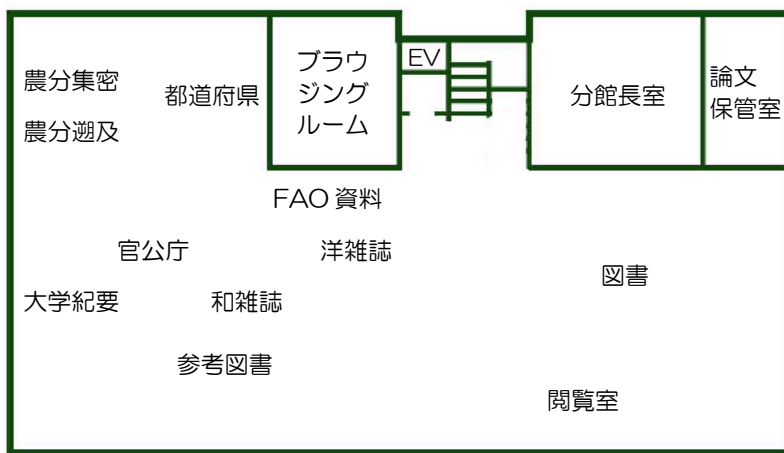 農分集密
農分遡及
都道府県
ブラウ
ジング
ルーム
EV
分館長室
論文
保管室
FAO 資料
官公庁
洋雑誌
図書
大学紀要
和雑誌
参考図書
閲覧室